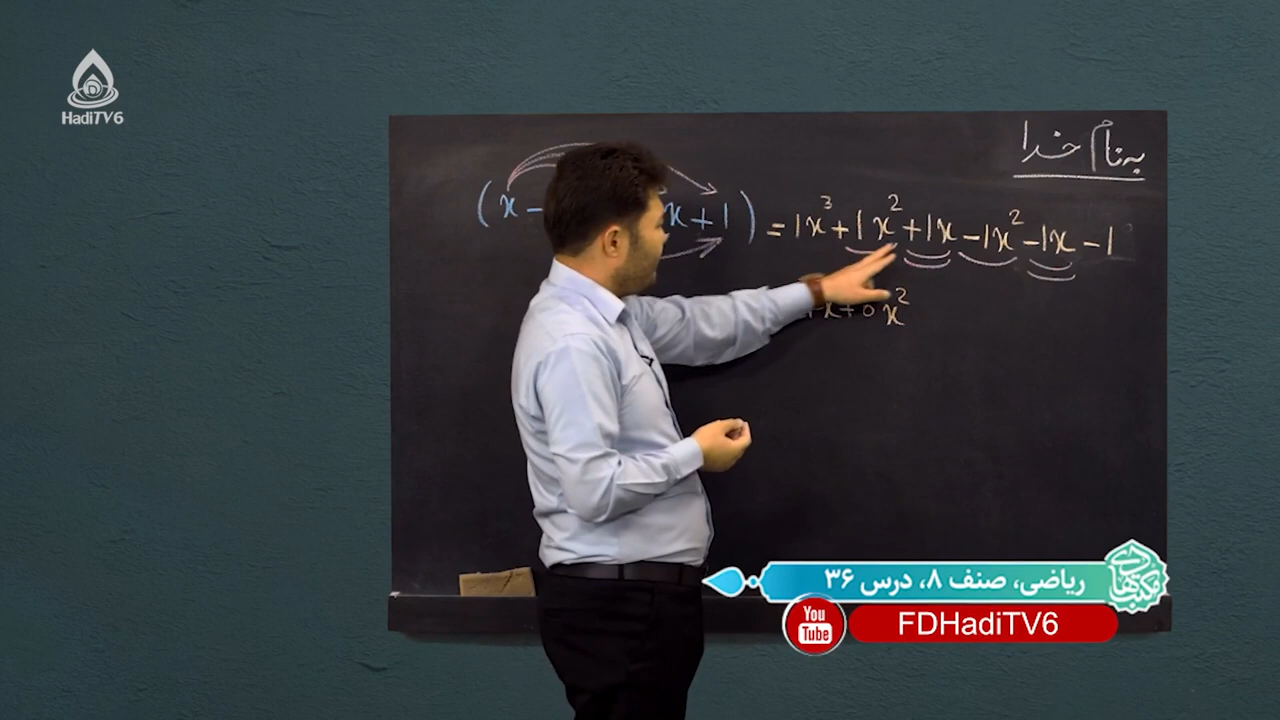 HadiTV6
به نام خدا
(x - x + 1) = 1x³ + 1x² + 1x - 1x² - 1x - 1
x + 0x²
ریاضی، صنف ۸، درس ۳۶
You Tube
FDHadiTV6